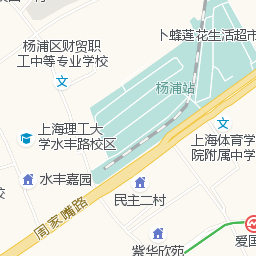 卜蜂莲花生活超市
杨浦区财贸职
工中等专业学校
杨浦站
上海理工大
学水丰路校区
上海体育学
院附属中学
水丰嘉园
民主二村
周家嘴路
爱国
紫华欣苑
校